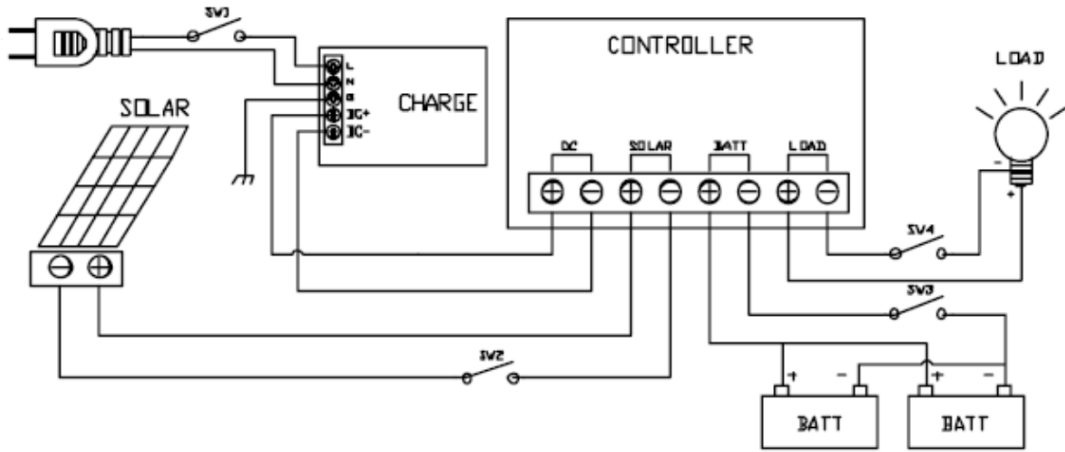 SW1
CONTROLLER
LOAD
L
N
G
DC+
DC-
CHARGE
SOLAR
DC SOLAR BATT LOAD
+ - + - + - + -
-
+
SW4
- +
SW3
SW2
+ - + -
BATT BATT